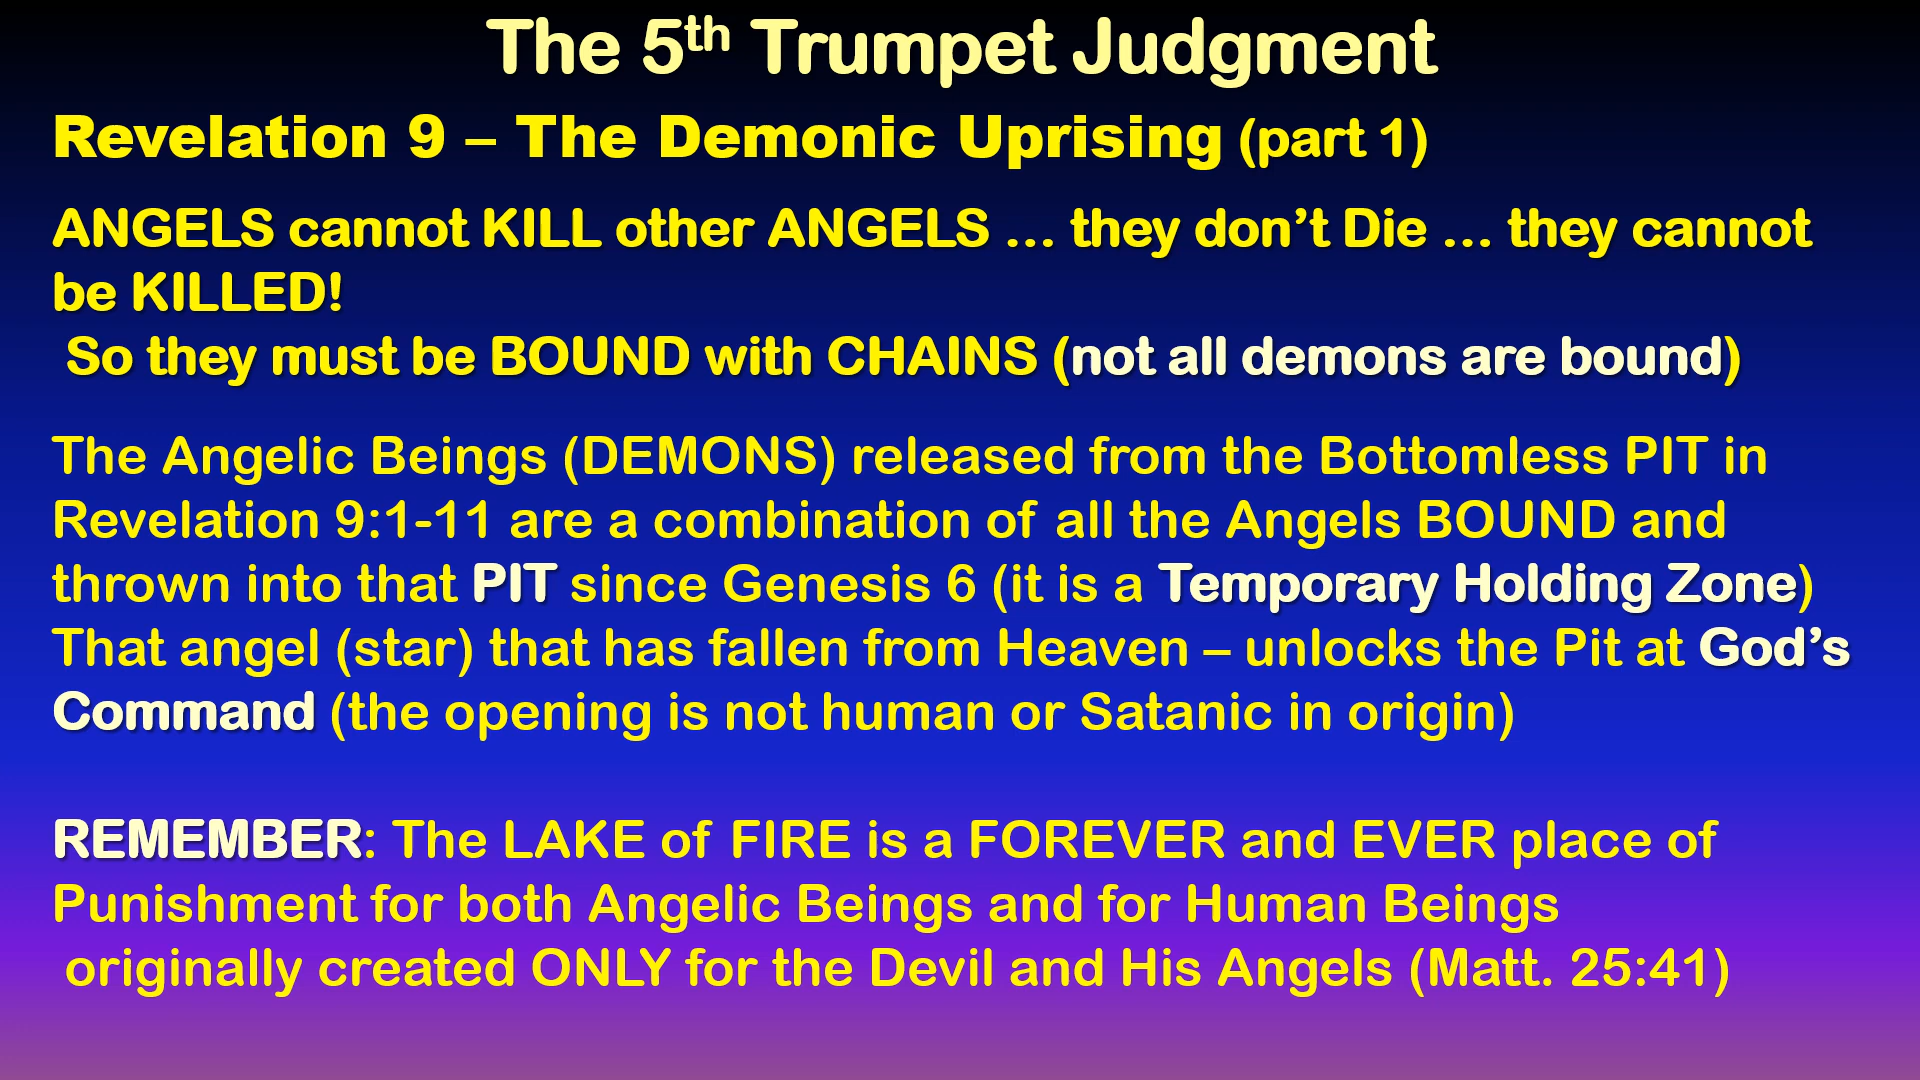 The 5th Trumpet Judgment
Revelation 9 – The Demonic Uprising (part 1)
ANGELS cannot KILL other ANGELS … they don’t Die … they cannot
be KILLED!
So they must be BOUND with CHAINS (not all demons are bound)
The Angelic Beings (DEMONS) released from the Bottomless PIT in
Revelation 9:1-11 are a combination of all the Angels BOUND and
thrown into that PIT since Genesis 6 (it is a Temporary Holding Zone)
That angel (star) that has fallen from Heaven – unlocks the Pit at God’s
Command (the opening is not human or Satanic in origin)
REMEMBER: The LAKE of FIRE is a FOREVER and EVER place of
Punishment for both Angelic Beings and for Human Beings
originally created ONLY for the Devil and His Angels (Matt. 25:41)